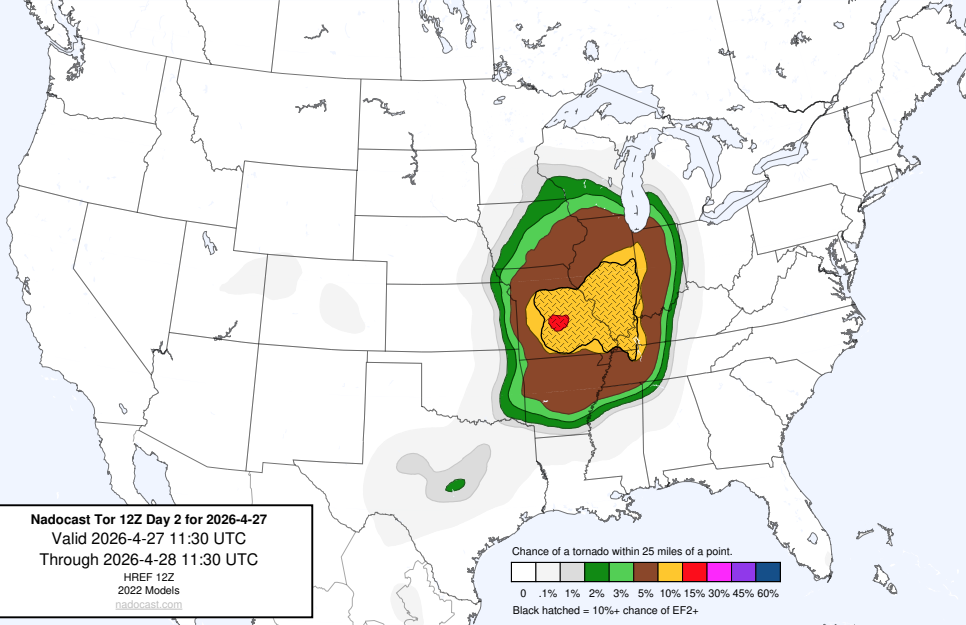 Nadocast Tor 12Z Day 2 for 2026-4-27
Valid 2026-4-27 11:30 UTC
Through 2026-4-28 11:30 UTC
HREF 12Z
2022 Models
nadocast.com
Chance of a tornado within 25 miles of a point.
0 .1% 1% 2% 3% 5% 10% 15% 30% 45% 60%
Black hatched = 10%+ chance of EF2+